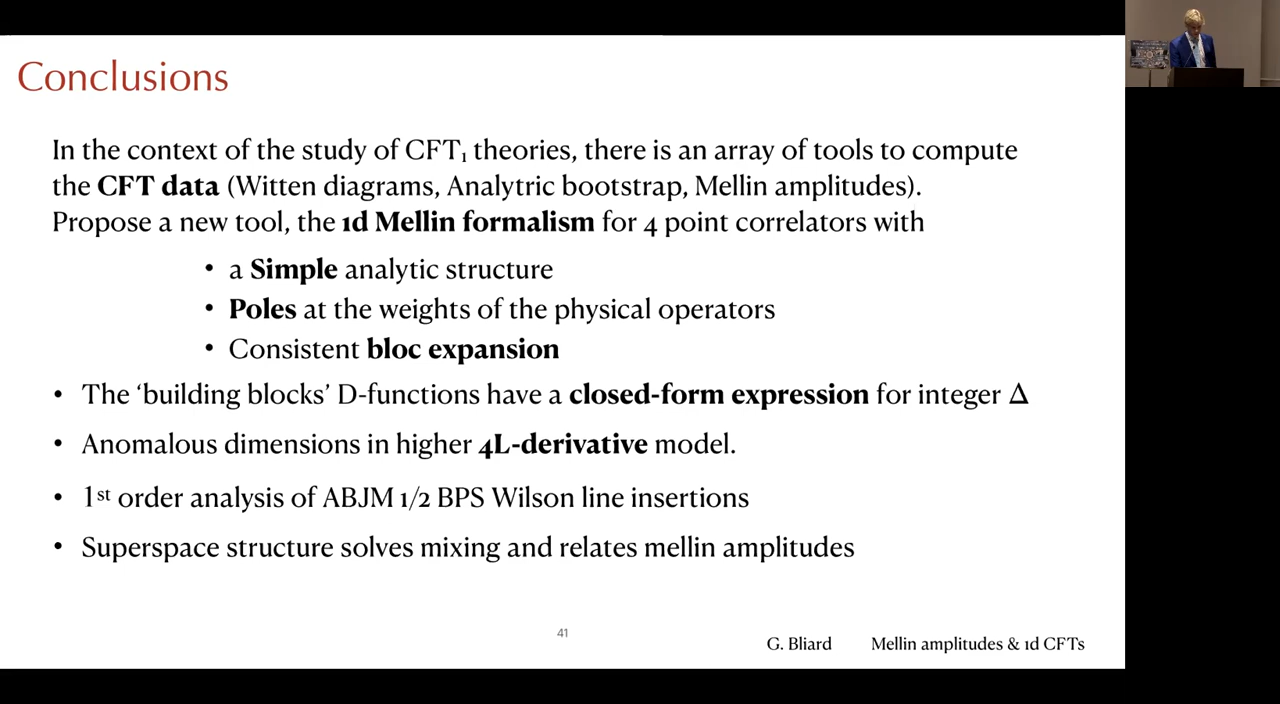 Conclusions
In the context of the study of CFT₁ theories, there is an array of tools to compute
the CFT data (Witten diagrams, Analytric bootstrap, Mellin amplitudes).
Propose a new tool, the 1d Mellin formalism for 4 point correlators with
• a Simple analytic structure
• Poles at the weights of the physical operators
• Consistent bloc expansion
• The ‘building blocks’ D-functions have a closed-form expression for integer Δ
• Anomalous dimensions in higher 4L-derivative model.
• 1st order analysis of ABJM 1/2 BPS Wilson line insertions
• Superspace structure solves mixing and relates mellin amplitudes
41
G. Bliard Mellin amplitudes & 1d CFTs